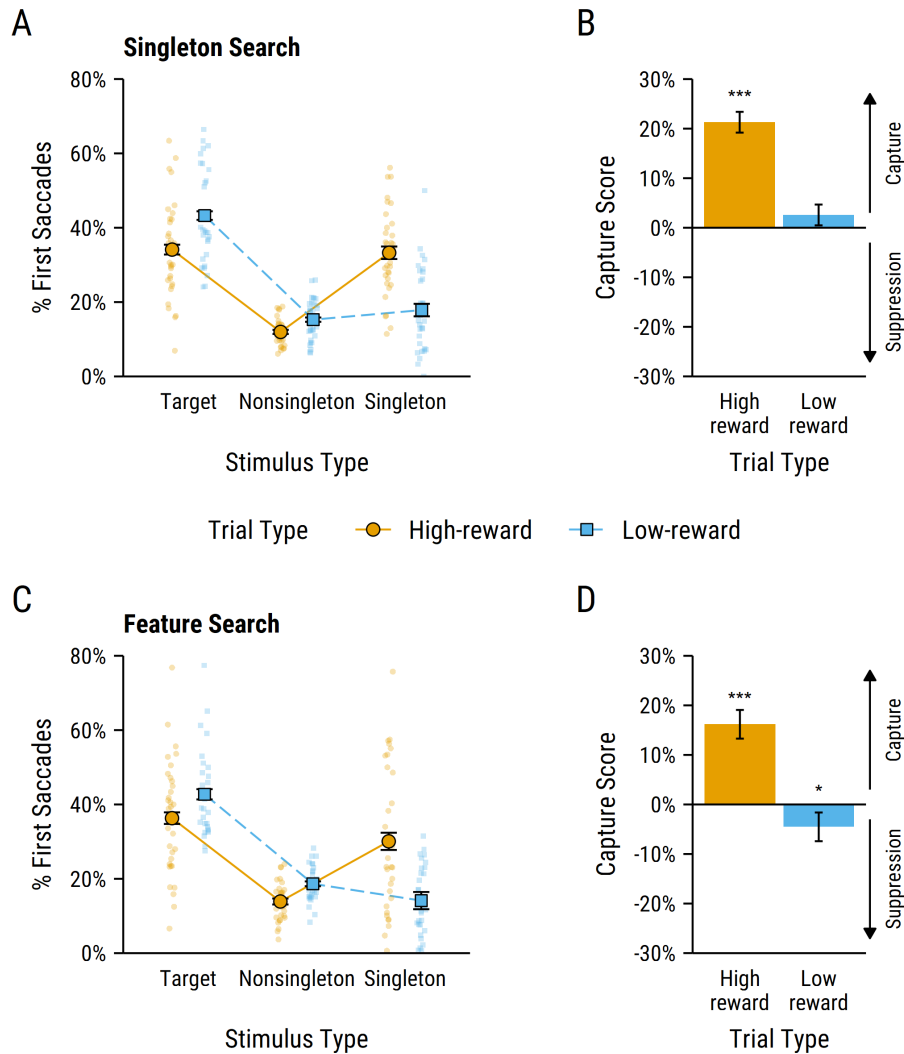 A
Singleton Search
% First Saccades
80%
60%
40%
20%
0%
Target Nonsingleton Singleton
Stimulus Type
B
Capture Score
30%
20%
10%
0%
-10%
-20%
-30%
***
Capture
Suppression
High reward
Low reward
Trial Type
Trial Type High-reward Low-reward
C
Feature Search
% First Saccades
80%
60%
40%
20%
0%
Target Nonsingleton Singleton
Stimulus Type
D
Capture Score
30%
20%
10%
0%
-10%
-20%
-30%
***
*
Capture
Suppression
High reward
Low reward
Trial Type